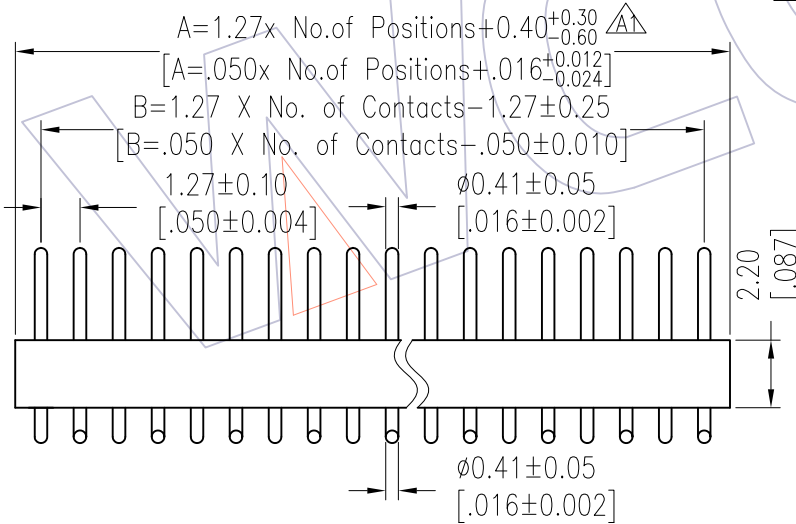 A=1.27x No.of Positions+0.40+0.30-0.60 A1
[A=.050x No.of Positions+.016+0.012-0.024]
B=1.27 X No. of Contacts-1.27±0.25
[B=.050 X No. of Contacts-.050±0.010]
1.27±0.10
[.050±0.004]
ø0.41±0.05
[.016±0.002]
2.20
[.087]
ø0.41±0.05
[.016±0.002]